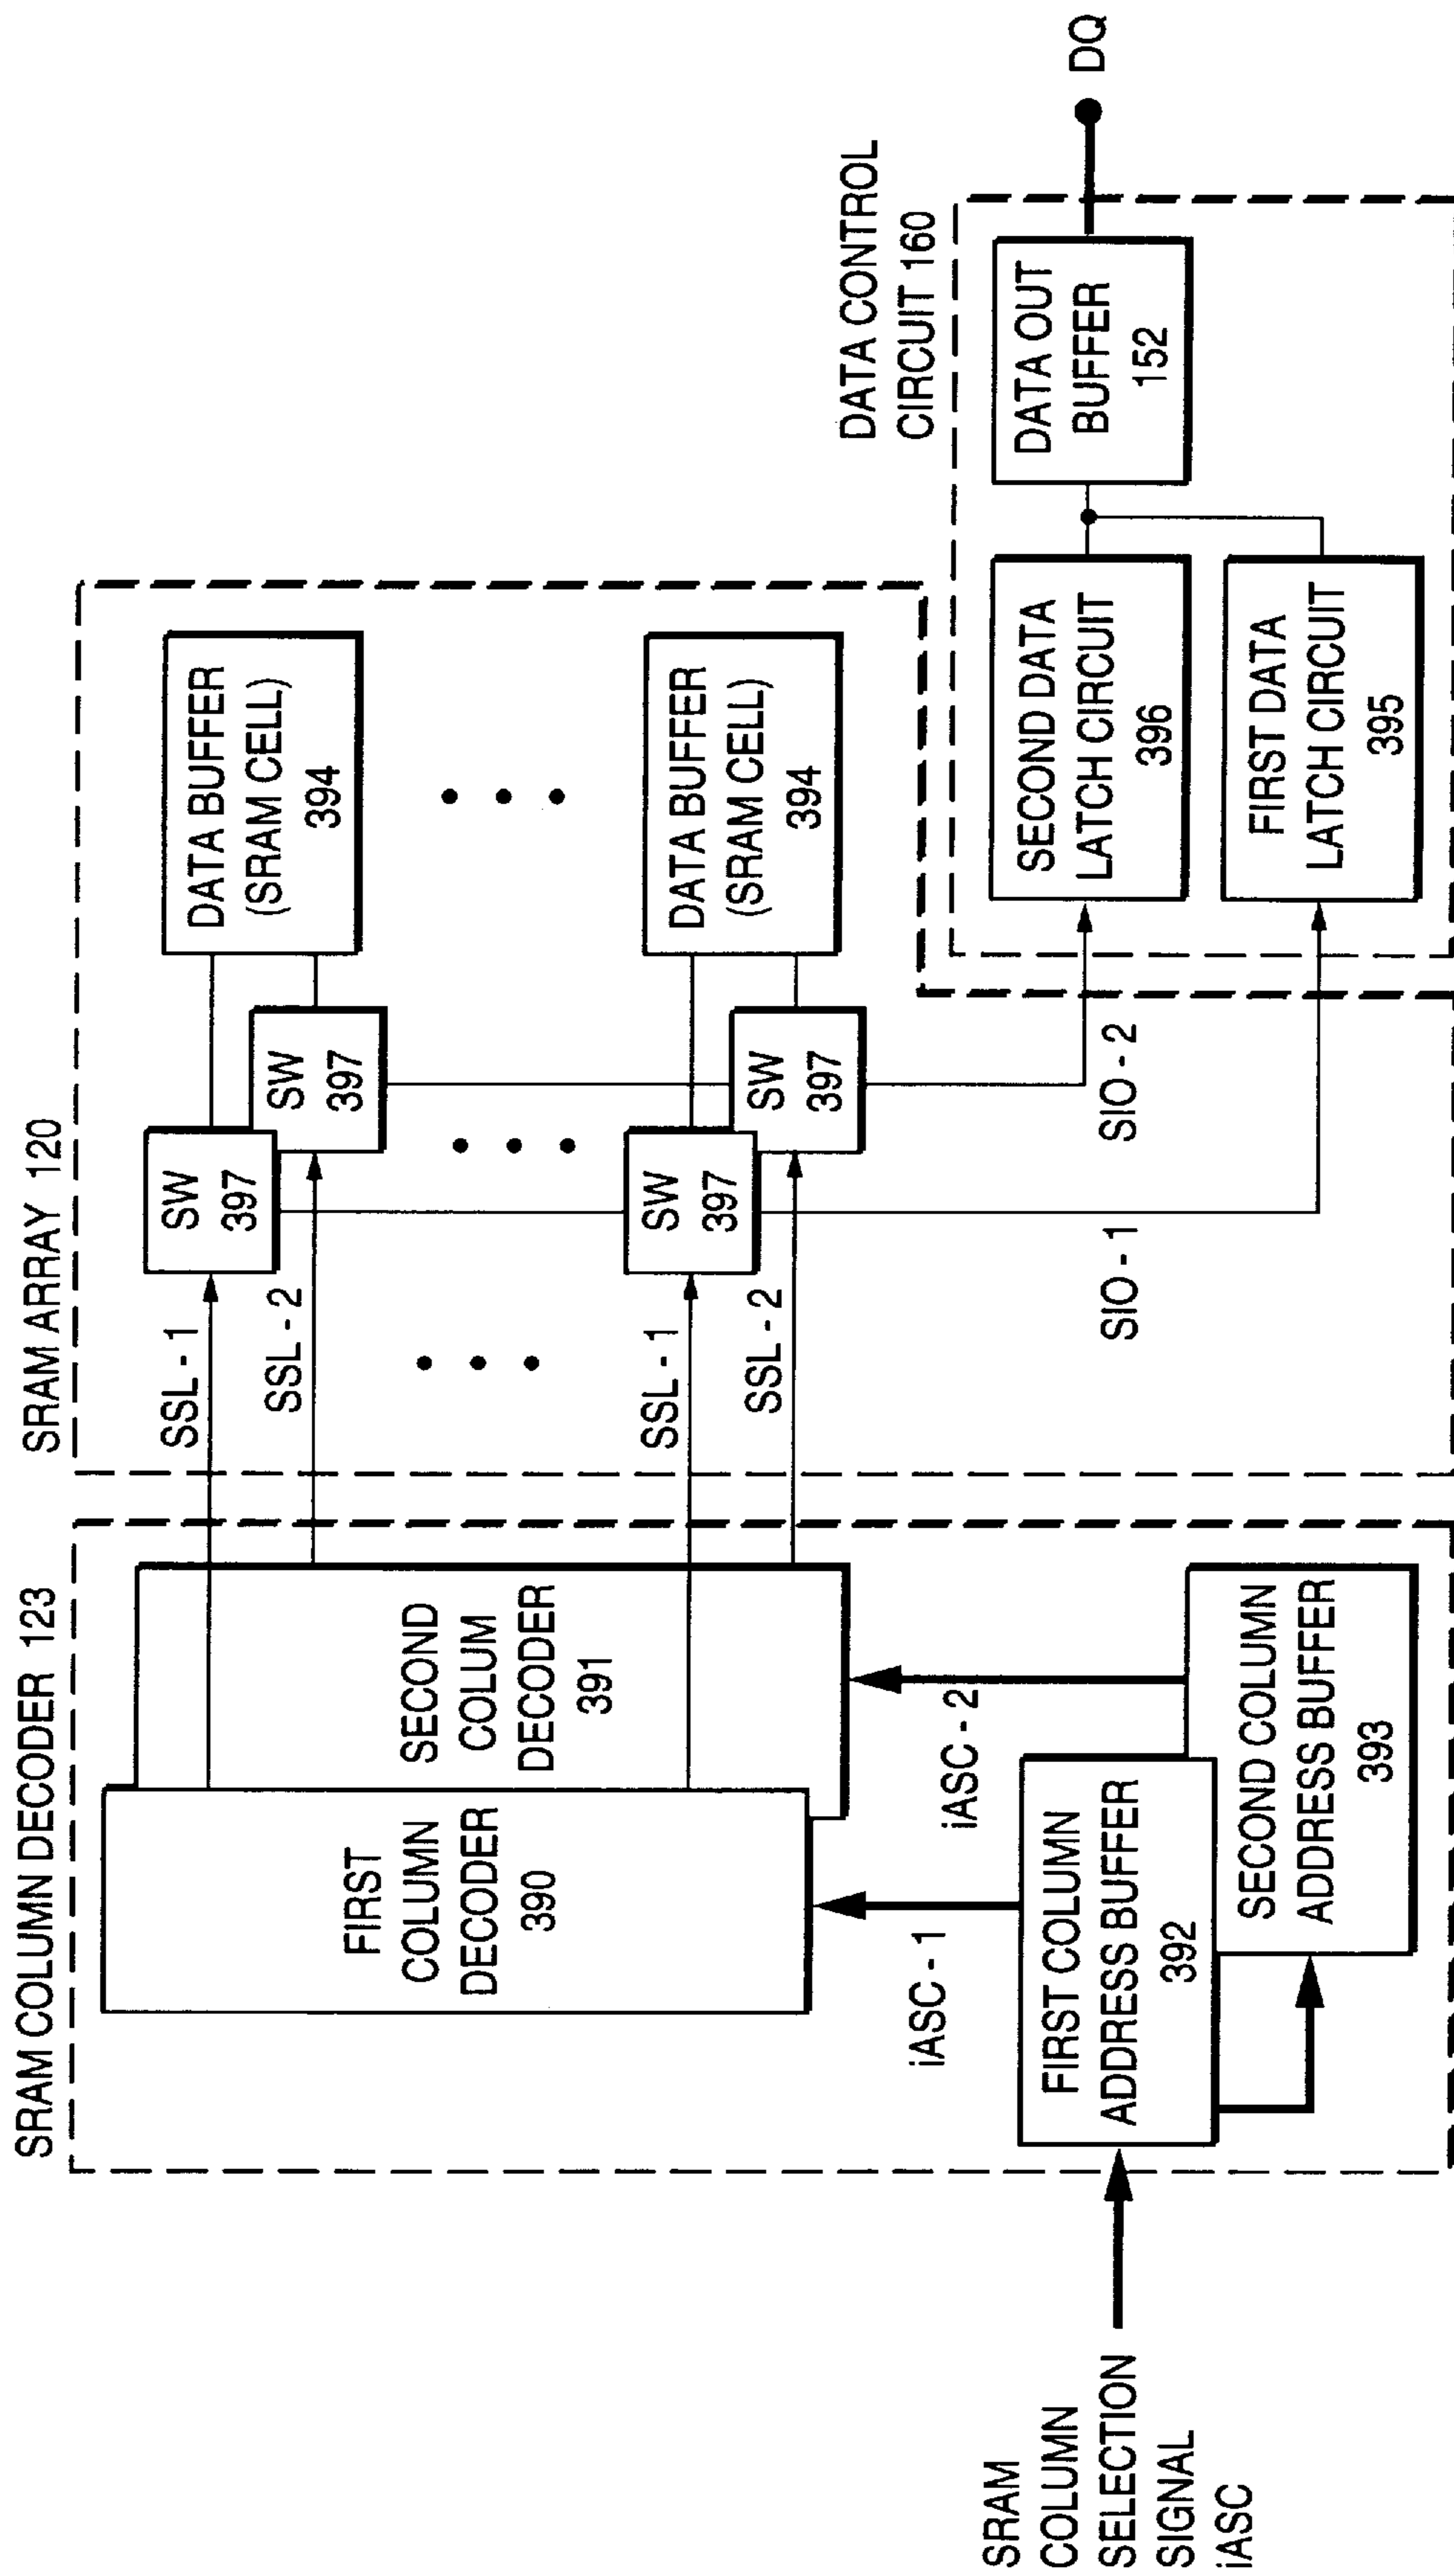 SRAM COLUMN DECODER 123
SRAM ARRAY 120
FIRST
COLUMN
DECODER
390
SECOND
COLUM
DECODER
391
SSL - 1
SSL - 2
SW
397
SW
397
DATA BUFFER
(SRAM CELL)
394
SSL - 1
SSL - 2
SW
397
SW
397
DATA BUFFER
(SRAM CELL)
394
iASC - 1
iASC - 2
SRAM
COLUMN
SELECTION
SIGNAL
iASC
FIRST COLUMN
ADDRESS BUFFER
392
SECOND COLUMN
ADDRESS BUFFER
393
SIO - 1
SIO - 2
DATA CONTROL
CIRCUIT 160
SECOND DATA
LATCH CIRCUIT
396
FIRST DATA
LATCH CIRCUIT
395
DATA OUT
BUFFER
152
DQ